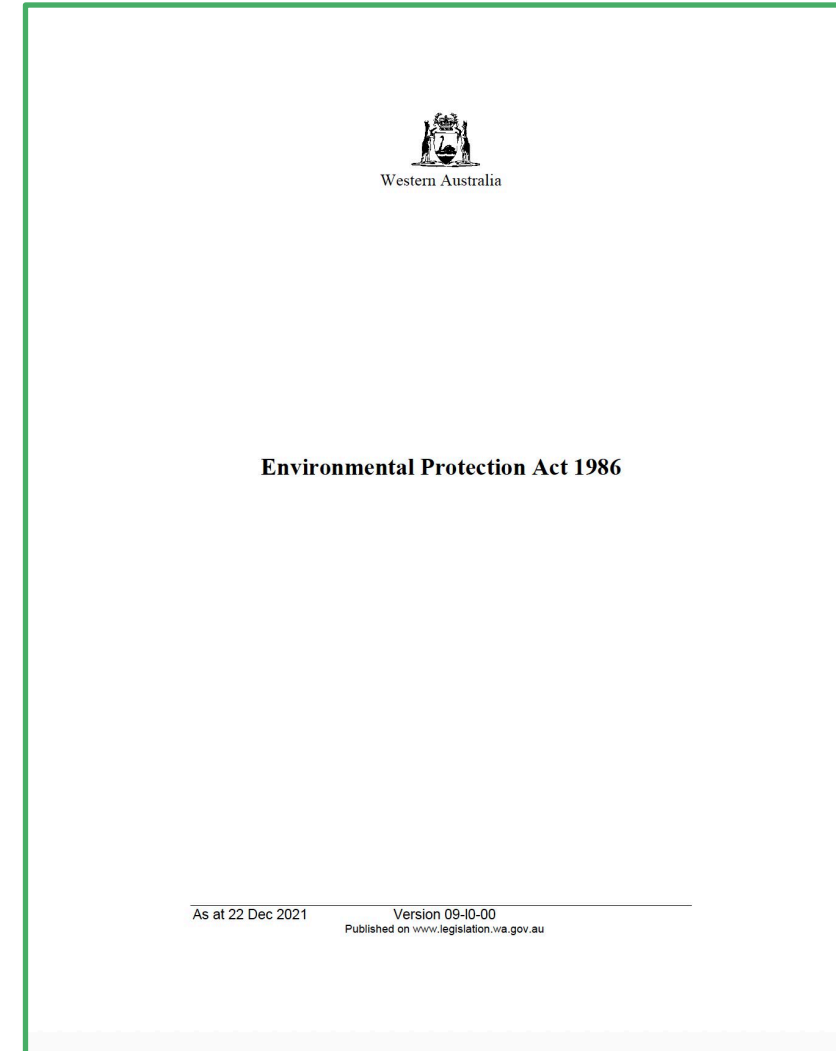 Western Australia
Environmental Protection Act 1986
As at 22 Dec 2021 Version 09-l0-00
Published on www.legislation.wa.gov.au